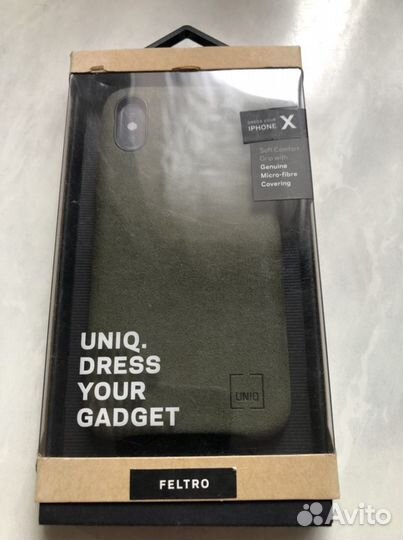 DRESS YOUR
IPHONE X
Soft Comfort
Grip with
Genuine
Micro-fibre
Covering
UNIQ.
DRESS
YOUR
GADGET
UNIQ
FELTRO
Avito